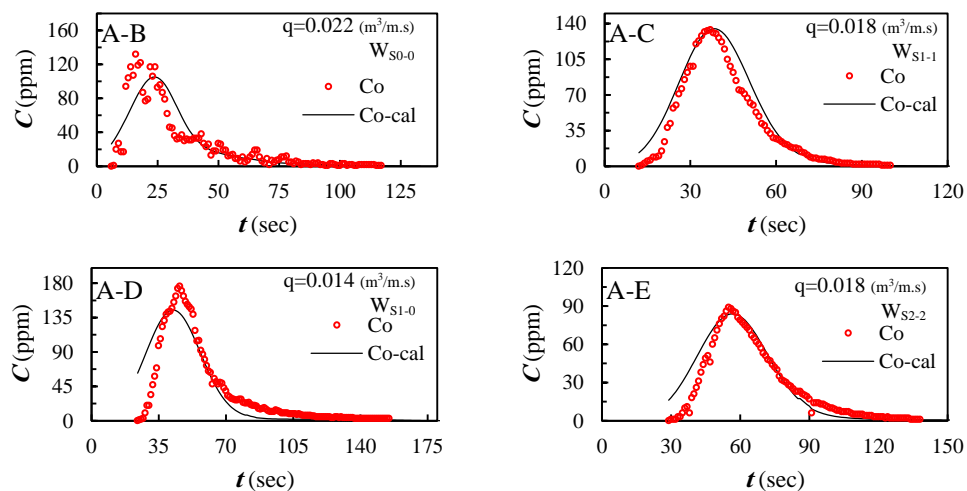 A-B
q=0.022 (m³/m.s)
W_S0-0
Co
Co-cal
C (ppm)
160
120
80
40
0
0 25 50 75 100 125
t (sec)
A-C
q=0.018 (m³/m.s)
W_S1-1
Co
Co-cal
C (ppm)
140
105
70
35
0
0 30 60 90 120
t (sec)
A-D
q=0.014 (m³/m.s)
W_S1-0
Co
Co-cal
C (ppm)
180
135
90
45
0
0 35 70 105 140 175
t (sec)
A-E
q=0.018 (m³/m.s)
W_S2-2
Co
Co-cal
C (ppm)
120
90
60
30
0
0 30 60 90 120 150
t (sec)